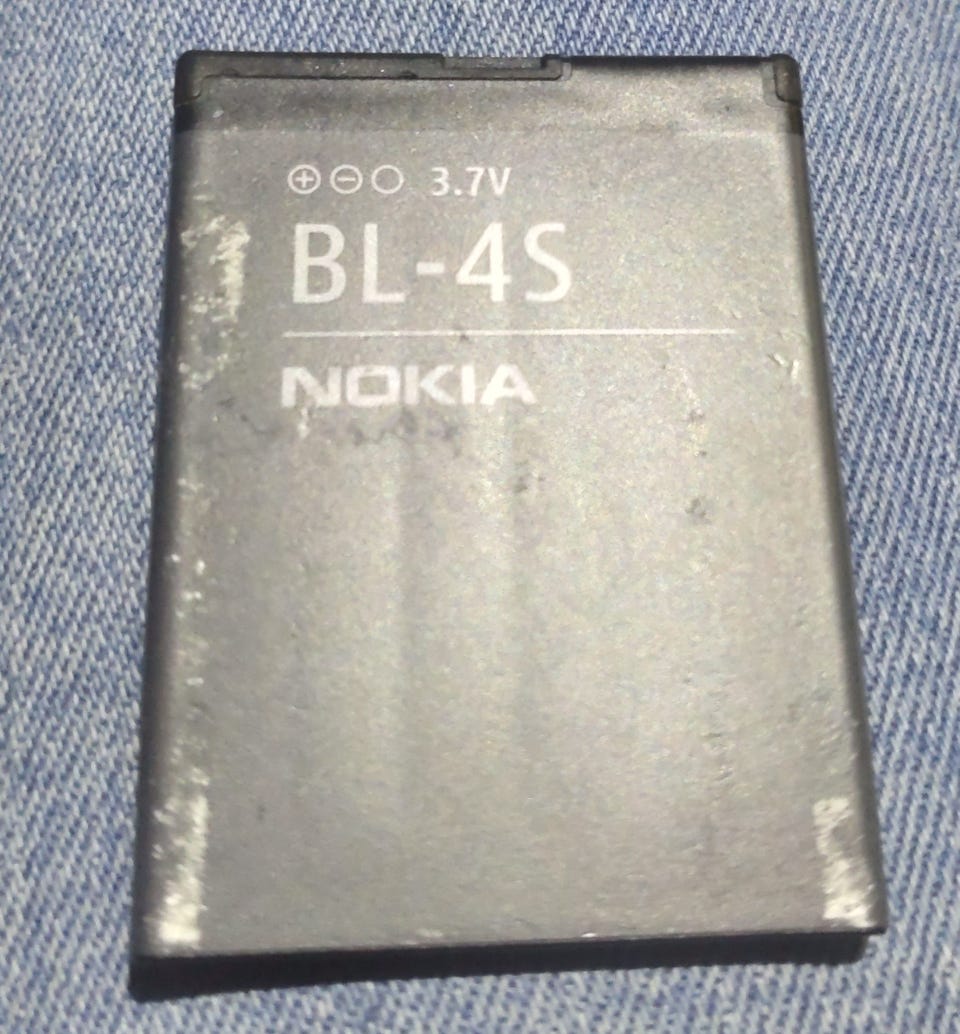 ⊕⊖○ 3.7V
BL-4S
NOKIA